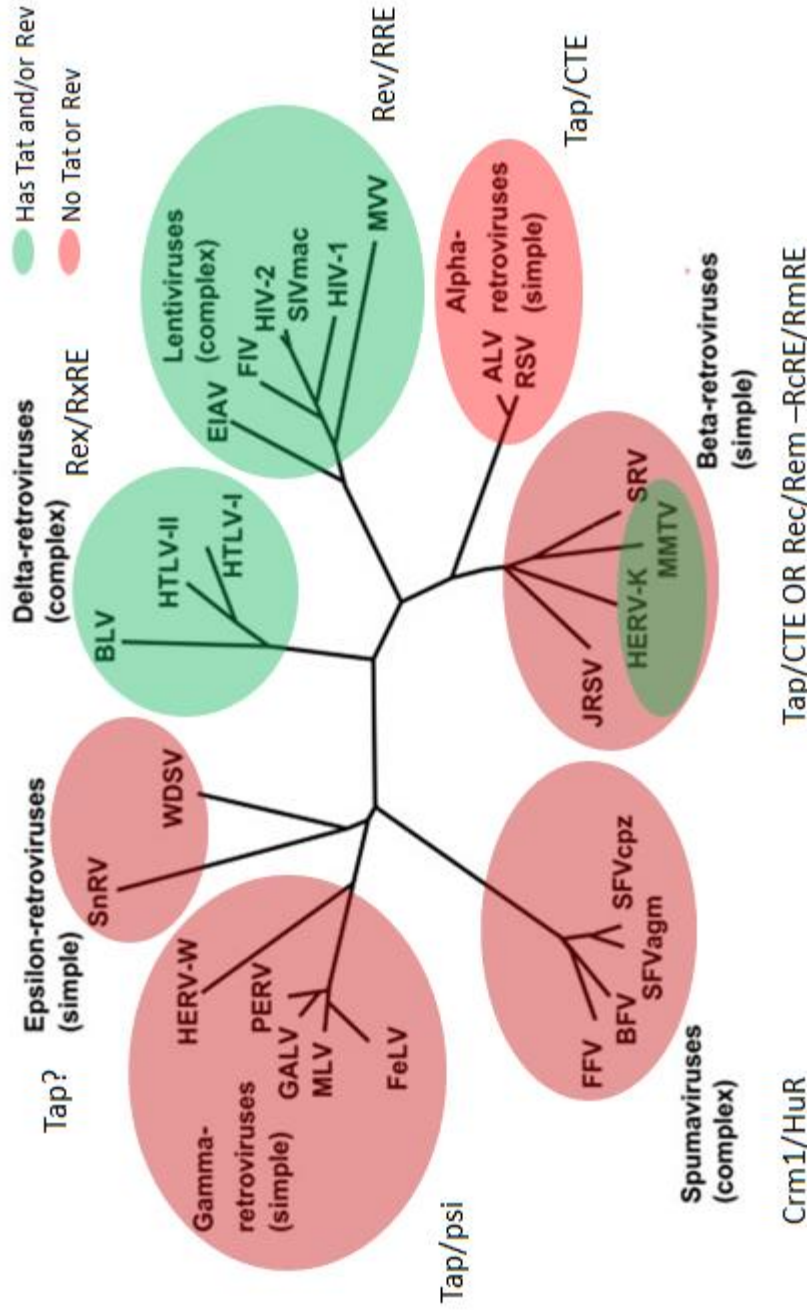 Has Tat and/or Rev
No Tat or Rev
Epsilon-retroviruses
(simple)
Delta-retroviruses
(complex)
Rex/RxRE
Tap?
SnRV
WDSV
BLV
HTLV-II
HTLV-I
Lentiviruses
(complex)
EIAV
FIV
HIV-2
SIVmac
HIV-1
MVV
Rev/RRE
Gamma-
retroviruses
(simple)
HERV-W
PERV
GALV
MLV
FeLV
Tap/psi
Alpha-
retroviruses
(simple)
ALV
RSV
Tap/CTE
Spumaviruses
(complex)
FFV
BFV
SFVagm
SFVcpz
Crm1/HuR
JRSV
HERV-K
MMTV
SRV
Beta-retroviruses
(simple)
Tap/CTE OR Rec/Rem –RcRE/RmRE